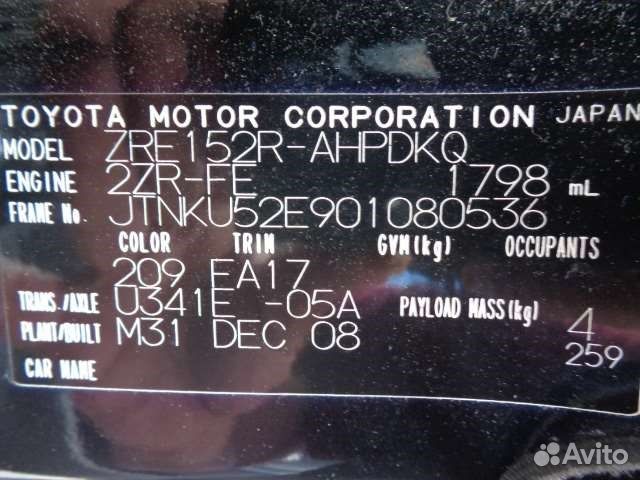 TOYOTA MOTOR CORPORATION JAPAN
MODEL ZRE152R-AHPDKQ
ENGINE 2ZR-FE 1798 mL
FRAME No. JTNKU52E901080536
COLOR TRIM GVM(kg) OCCUPANTS
209 EA17
TRANS./AXLE U341E -05A PAYLOAD MASS(kg) 4
PLANT/BUILT M31 DEC 08 259
CAR NAME
Avito